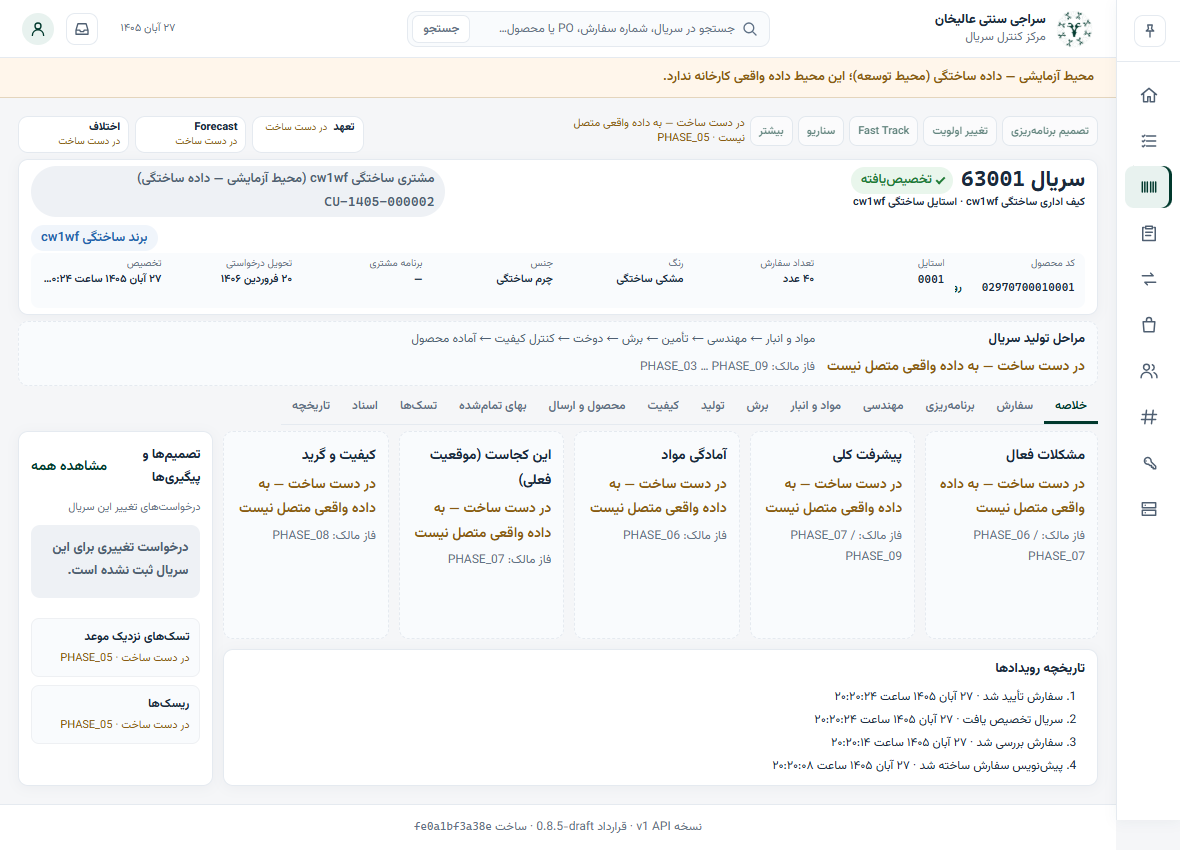 سراجی سنتی عالیخان
مرکز کنترل سریال
جستجو در سریال، شماره سفارش، PO یا محصول...
جستجو
۲۷ آبان ۱۴۰۵
محیط آزمایشی — داده ساختگی (محیط توسعه)؛ این محیط داده واقعی کارخانه ندارد.
تصمیم برنامه‌ریزی
تغییر اولویت
Fast Track
سناریو
بیشتر
در دست ساخت — به داده واقعی متصل
نیست · PHASE_05
تعهد در دست ساخت
Forecast
در دست ساخت
اختلاف
در دست ساخت
سریال 63001
تخصیص‌یافته
کیف اداری ساختگی cw1wf · استایل ساختگی cw1wf
مشتری ساختگی cw1wf (محیط آزمایشی — داده ساختگی)
CU-1405-000002
برند ساختگی cw1wf
کد محصول
02970700010001
رو
استایل
0001
تعداد سفارش
۴۰ عدد
رنگ
مشکی ساختگی
جنس
چرم ساختگی
برنامه مشتری
—
تحویل درخواستی
۲۰ فروردین ۱۴۰۶
تخصیص
۲۷ آبان ۱۴۰۵ ساعت ۰:۲۴...
مراحل تولید سریال
مواد و انبار ← مهندسی ← تأمین ← برش ← دوخت ← کنترل کیفیت ← آماده محصول
در دست ساخت — به داده واقعی متصل نیست
فاز مالک: PHASE_03 … PHASE_09
خلاصه
سفارش
برنامه‌ریزی
مهندسی
مواد و انبار
برش
تولید
کیفیت
محصول و ارسال
بهای تمام‌شده
تسک‌ها
اسناد
تاریخچه
مشکلات فعال
در دست ساخت — به داده
واقعی متصل نیست
فاز مالک: PHASE_06 /
PHASE_07
پیشرفت کلی
در دست ساخت — به
داده واقعی متصل نیست
فاز مالک: PHASE_07 /
PHASE_09
آمادگی مواد
در دست ساخت — به
داده واقعی متصل نیست
فاز مالک: PHASE_06
این کجاست (موقعیت
فعلی)
در دست ساخت — به
داده واقعی متصل نیست
فاز مالک: PHASE_07
کیفیت و گرید
در دست ساخت — به
داده واقعی متصل نیست
فاز مالک: PHASE_08
تصمیم‌ها و
پیگیری‌ها
مشاهده همه
درخواست‌های تغییر این سریال
درخواست تغییری برای این
سریال ثبت نشده است.
تسک‌های نزدیک موعد
در دست ساخت · PHASE_05
ریسک‌ها
در دست ساخت · PHASE_05
تاریخچه رویدادها
1. سفارش تأیید شد · ۲۷ آبان ۱۴۰۵ ساعت ۲۰:۲۰:۲۴
2. سریال تخصیص یافت · ۲۷ آبان ۱۴۰۵ ساعت ۲۰:۲۰:۲۴
3. سفارش بررسی شد · ۲۷ آبان ۱۴۰۵ ساعت ۲۰:۲۰:۱۴
4. پیش‌نویس سفارش ساخته شد · ۲۷ آبان ۱۴۰۵ ساعت ۲۰:۲۰:۰۸
نسخه v1 API · قرارداد 0.8.5-draft · ساخت fe0a1bf3a38e